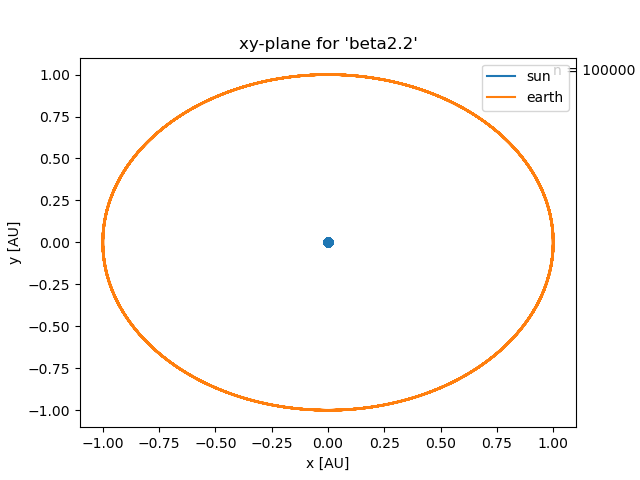 xy-plane for 'beta2.2'
n = 100000
sun
earth
1.00
0.75
0.50
0.25
0.00
−0.25
−0.50
−0.75
−1.00
y [AU]
−1.00 −0.75 −0.50 −0.25 0.00 0.25 0.50 0.75 1.00
x [AU]